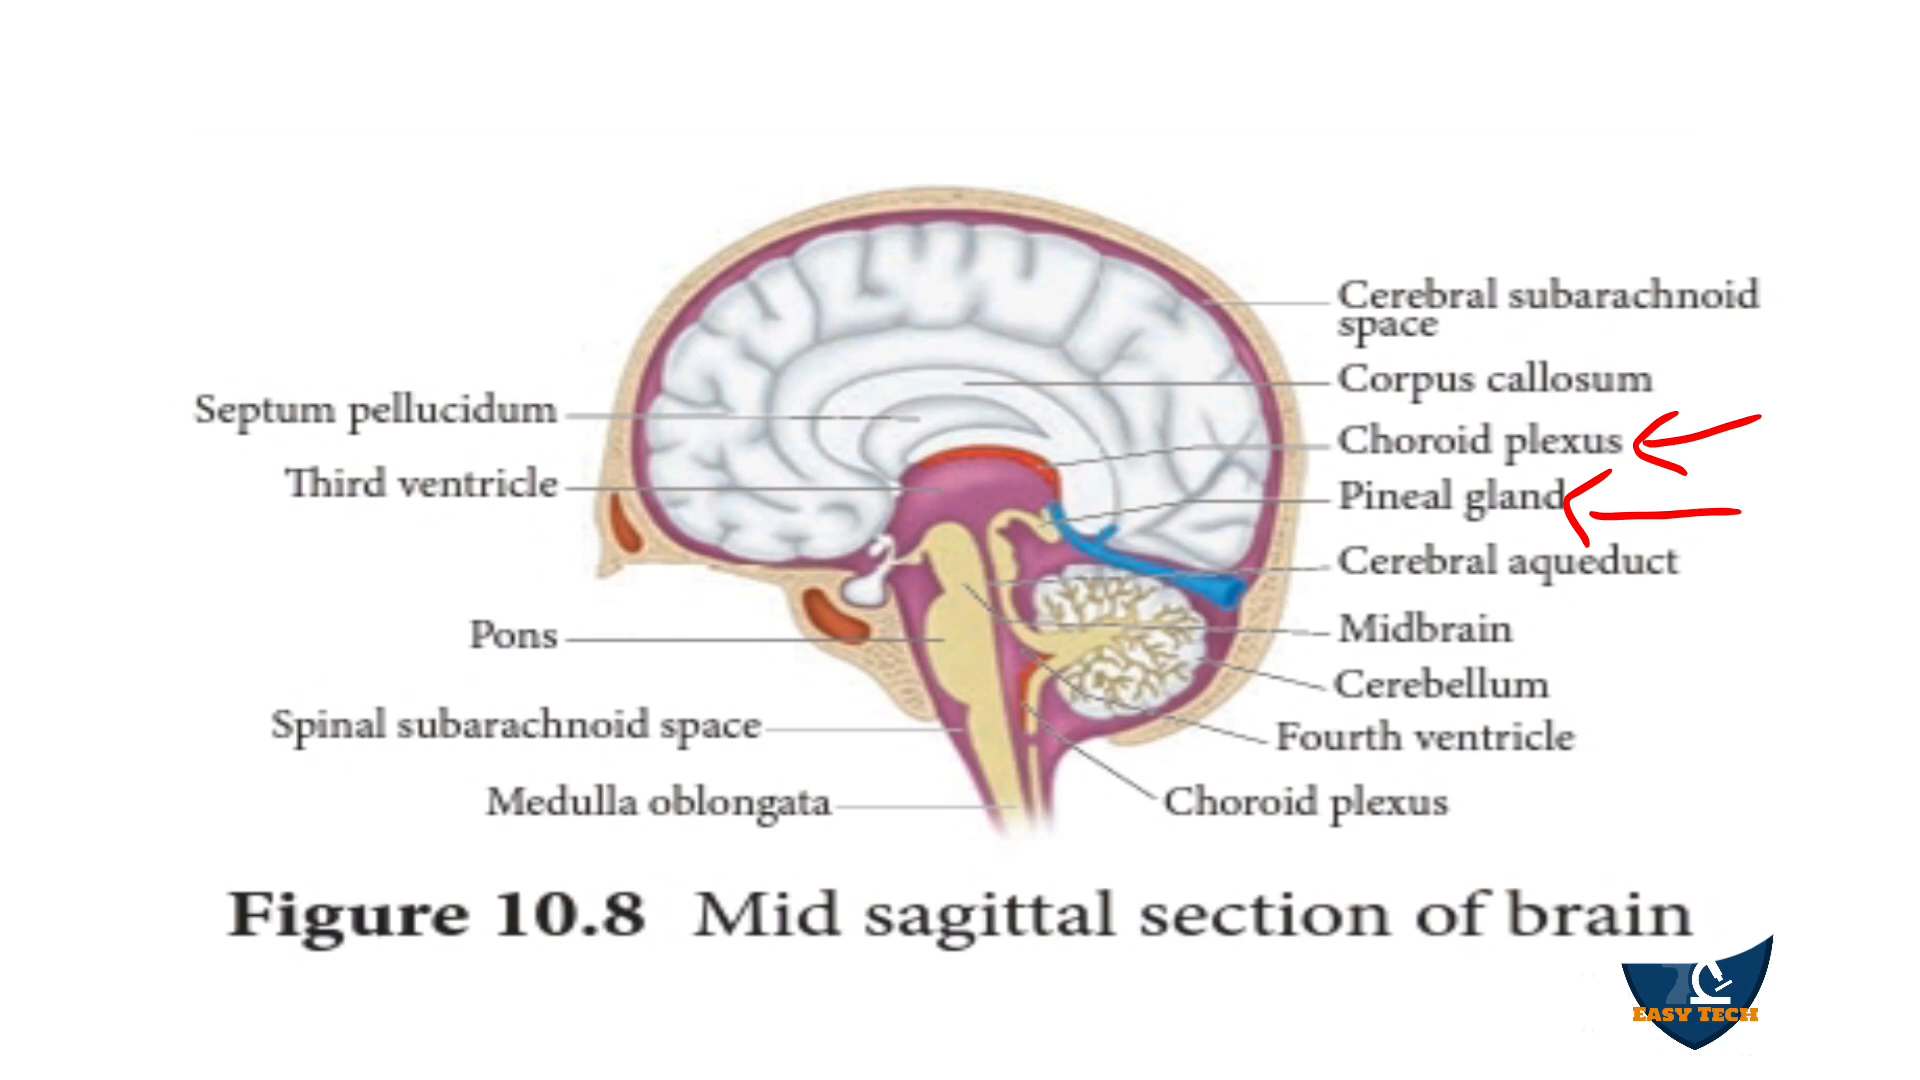 Cerebral subarachnoid
space
Corpus callosum
Septum pellucidum
Choroid plexus
Third ventricle
Pineal gland
Cerebral aqueduct
Pons
Midbrain
Cerebellum
Spinal subarachnoid space
Fourth ventricle
Medulla oblongata
Choroid plexus
Figure 10.8 Mid sagittal section of brain
EASY TECH